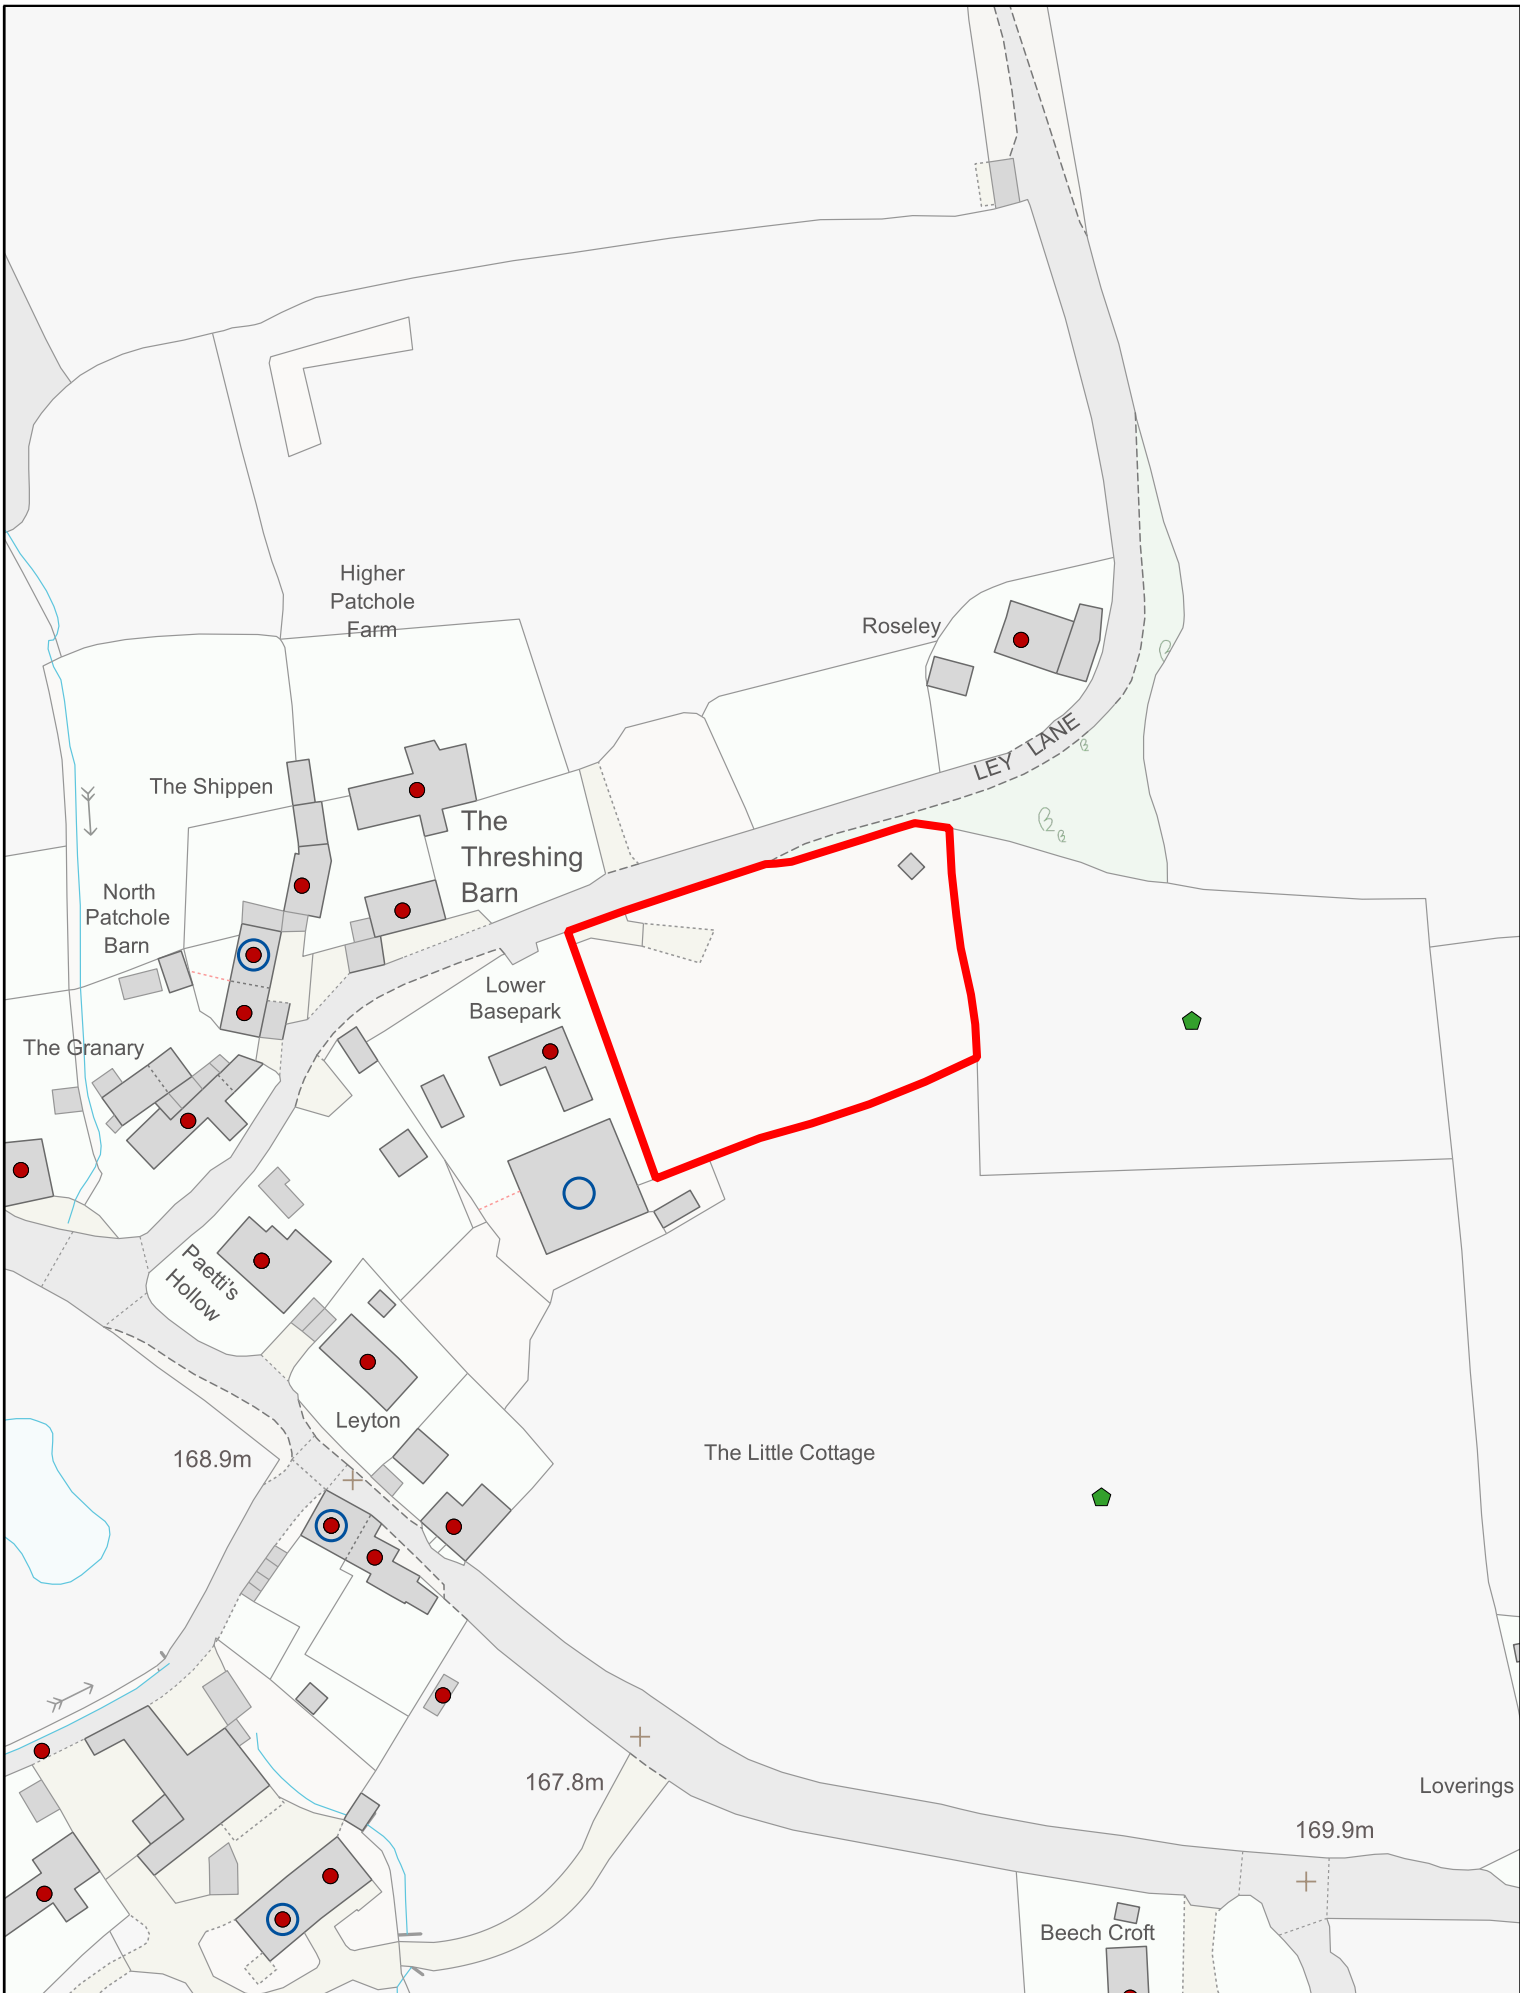 Higher
Patchole
Farm
Roseley
LEY LANE
The Shippen
The
Threshing
Barn
North
Patchole
Barn
Lower
Basepark
The Granary
Paetti's
Hollow
Leyton
168.9m
The Little Cottage
167.8m
Loverings
169.9m
Beech Croft